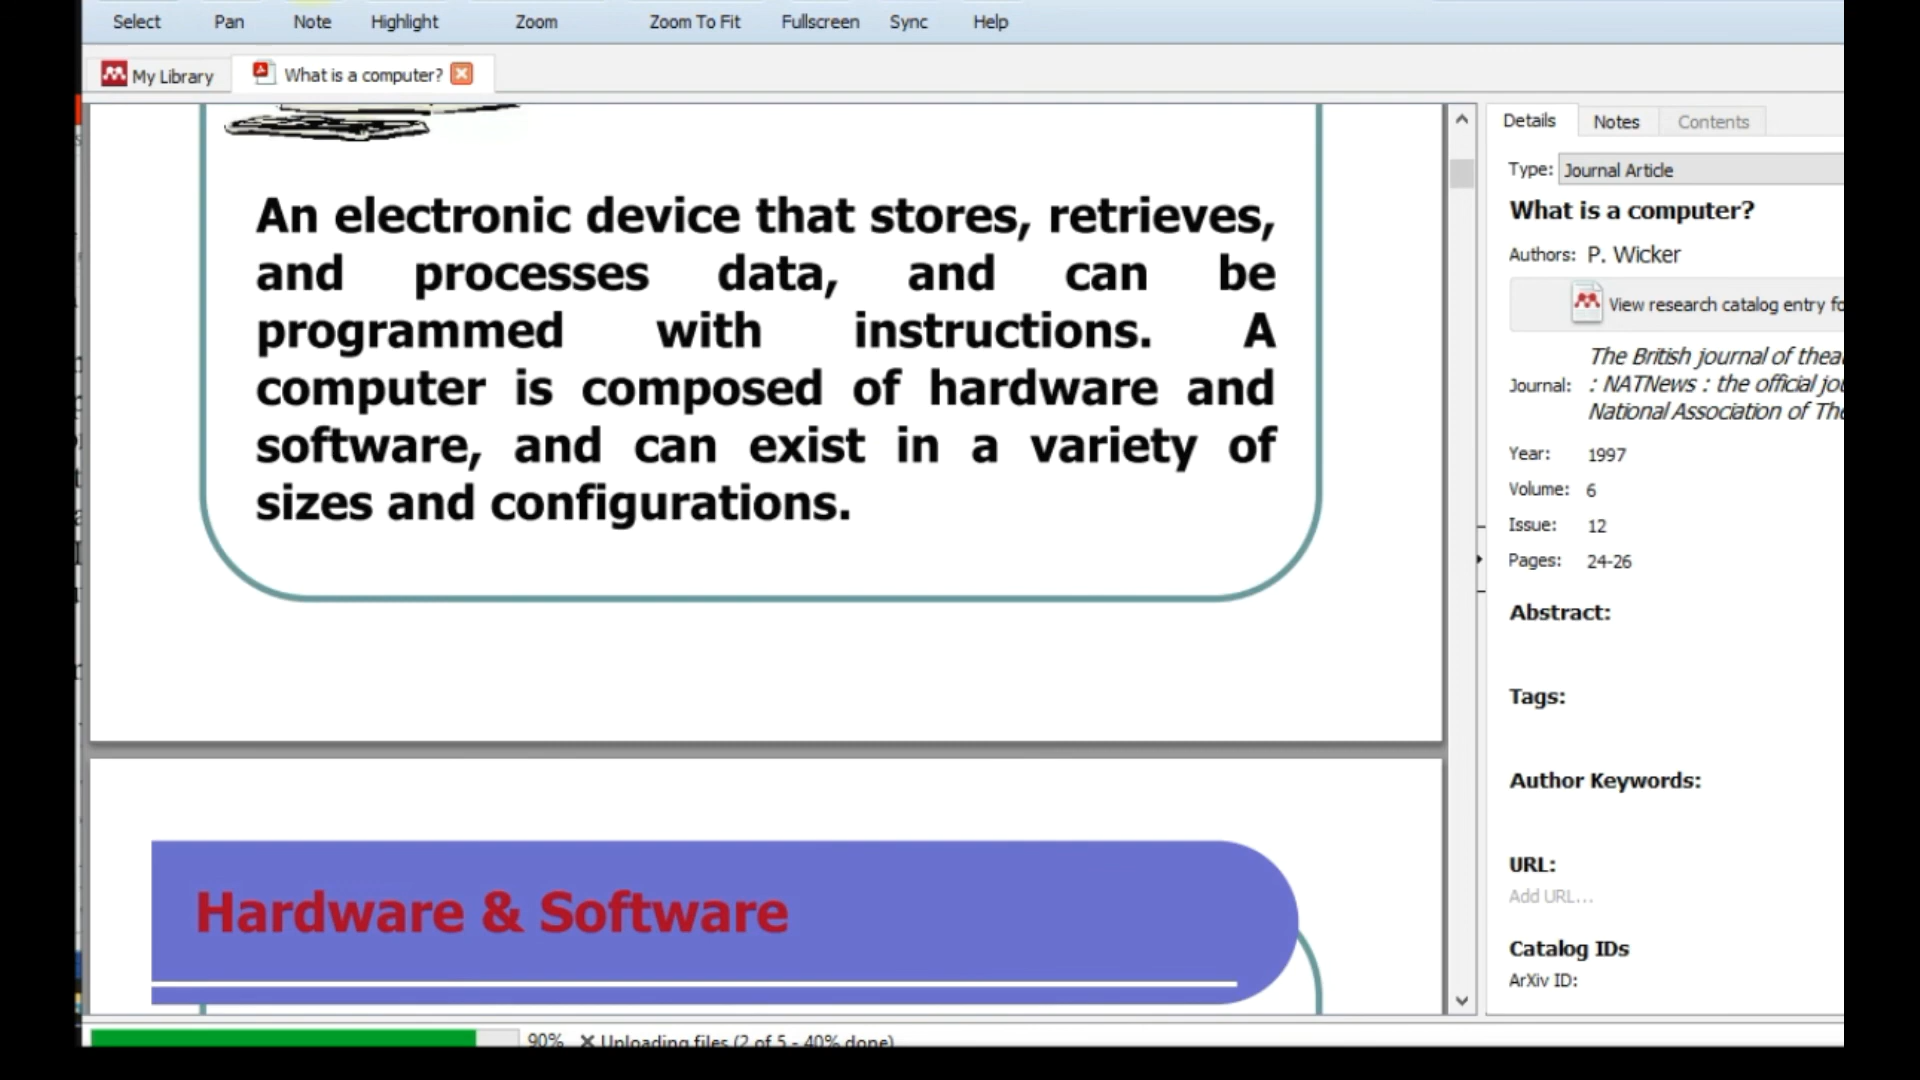 Select Pan Note Highlight Zoom Zoom To Fit Fullscreen Sync Help
My Library What is a computer?
An electronic device that stores, retrieves,
and processes data, and can be
programmed with instructions. A
computer is composed of hardware and
software, and can exist in a variety of
sizes and configurations.
Hardware & Software
90% Uploading files (2 of 5 - 40% done)
Details Notes Contents
Type: Journal Article
What is a computer?
Authors: P. Wicker
View research catalog entry fo
The British journal of thea
Journal: : NATNews : the official jou
National Association of The
Year: 1997
Volume: 6
Issue: 12
Pages: 24-26
Abstract:
Tags:
Author Keywords:
URL:
Add URL...
Catalog IDs
ArXiv ID: